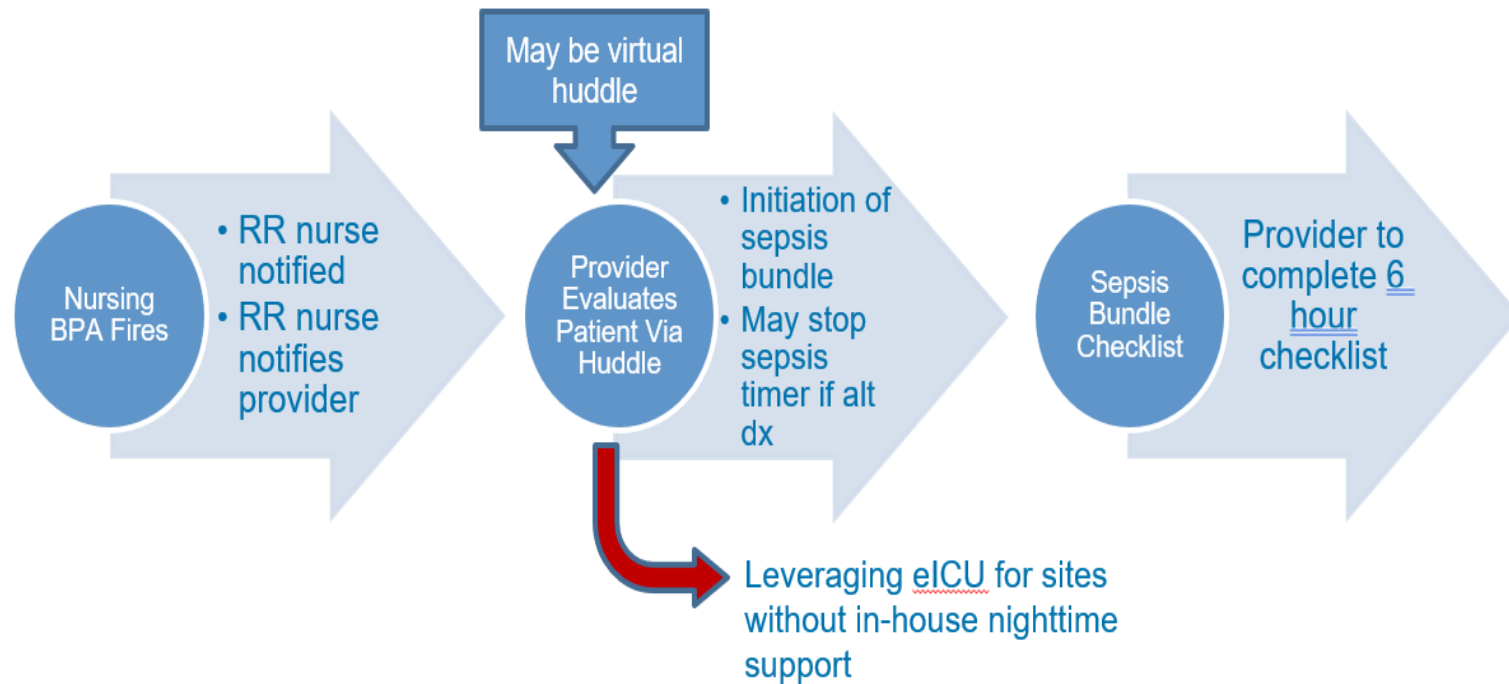 May be virtual
huddle
Nursing
BPA Fires
• RR nurse
notified
• RR nurse
notifies
provider
Provider
Evaluates
Patient Via
Huddle
• Initiation of
sepsis
bundle
• May stop
sepsis
timer if alt
dx
Sepsis
Bundle
Checklist
Provider to
complete 6
hour
checklist
Leveraging eICU for sites
without in-house nighttime
support